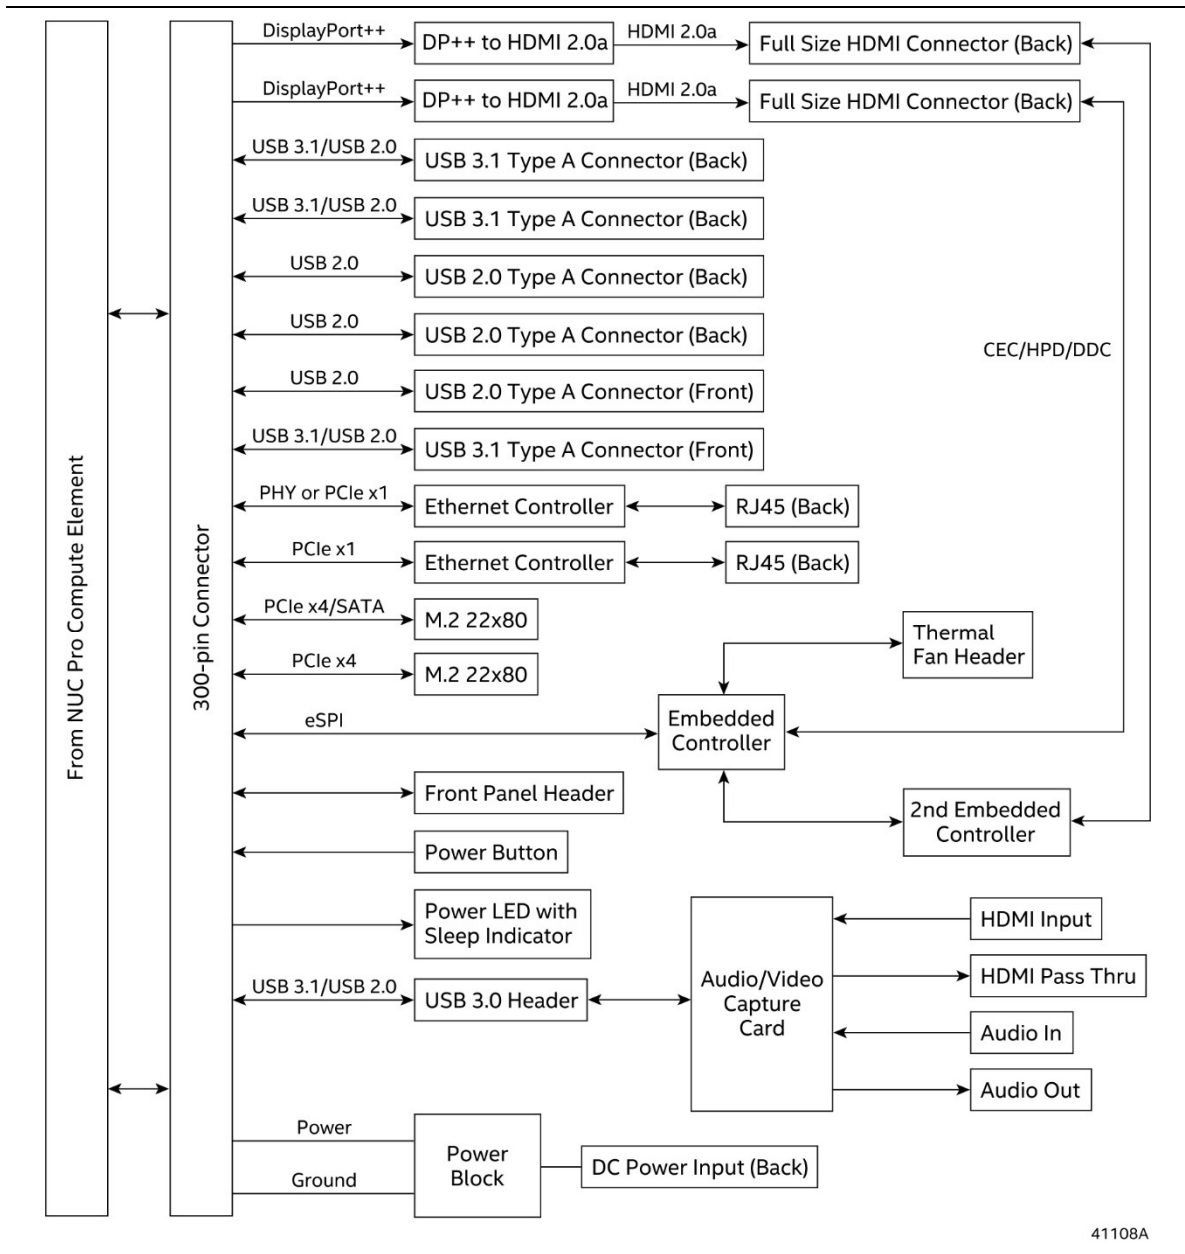 DisplayPort++
DP++ to HDMI 2.0a
HDMI 2.0a
Full Size HDMI Connector (Back)
DisplayPort++
DP++ to HDMI 2.0a
HDMI 2.0a
Full Size HDMI Connector (Back)
USB 3.1/USB 2.0
USB 3.1 Type A Connector (Back)
USB 3.1/USB 2.0
USB 3.1 Type A Connector (Back)
USB 2.0
USB 2.0 Type A Connector (Back)
USB 2.0
USB 2.0 Type A Connector (Back)
CEC/HPD/DDC
USB 2.0
USB 2.0 Type A Connector (Front)
USB 3.1/USB 2.0
USB 3.1 Type A Connector (Front)
From NUC Pro Compute Element
300-pin Connector
PHY or PCIe x1
Ethernet Controller
RJ45 (Back)
PCIe x1
Ethernet Controller
RJ45 (Back)
PCIe x4/SATA
M.2 22x80
Thermal
Fan Header
PCIe x4
M.2 22x80
eSPI
Embedded
Controller
Front Panel Header
2nd Embedded
Controller
Power Button
Power LED with
Sleep Indicator
HDMI Input
USB 3.1/USB 2.0
USB 3.0 Header
Audio/Video
Capture
Card
HDMI Pass Thru
Audio In
Audio Out
Power
Ground
Power
Block
DC Power Input (Back)
41108A